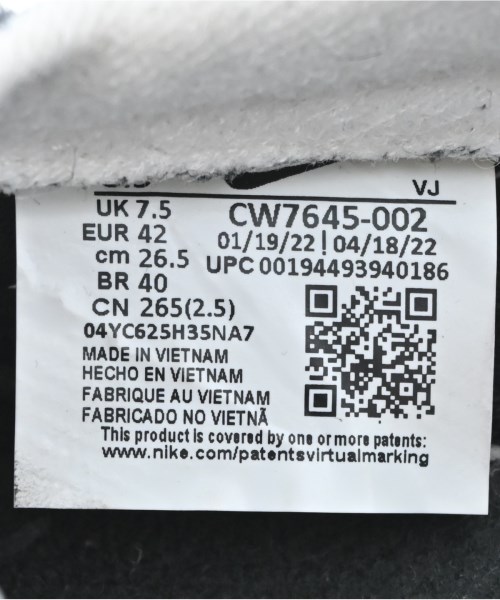 VJ
UK 7.5
EUR 42
cm 26.5
BR 40
CN 265(2.5)
CW7645-002
01/19/22 | 04/18/22
UPC 00194493940186
04YC625H35NA7
MADE IN VIETNAM
HECHO EN VIETNAM
FABRIQUE AU VIETNAM
FABRICADO NO VIETNÃ
This product is covered by one or more patents:
www.nike.com/patentsvirtualmarking